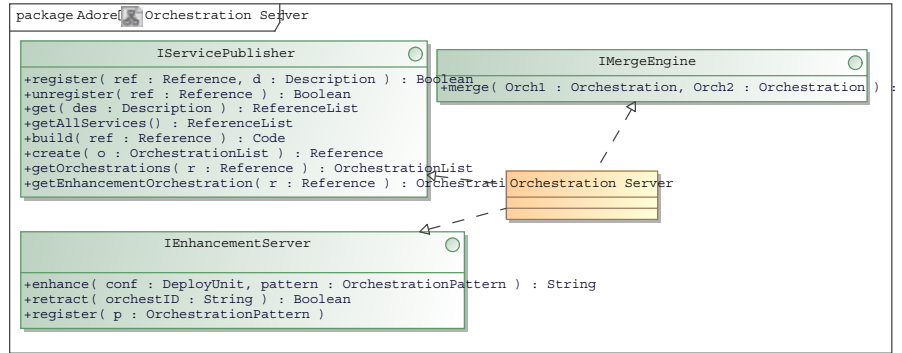 package Adore[ Orchestration Server
IServicePublisher
+register( ref : Reference, d : Description ) : Boolean
+unregister( ref : Reference ) : Boolean
+get( des : Description ) : ReferenceList
+getAllServices() : ReferenceList
+build( ref : Reference ) : Code
+create( o : OrchestrationList ) : Reference
+getOrchestrations( r : Reference ) : OrchestrationList
+getEnhancementOrchestration( r : Reference ) : Orchestrati
IMergeEngine
+merge( Orch1 : Orchestration, Orch2 : Orchestration ) :
Orchestration Server
IEnhancementServer
+enhance( conf : DeployUnit, pattern : OrchestrationPattern ) : String
+retract( orchestID : String ) : Boolean
+register( p : OrchestrationPattern )